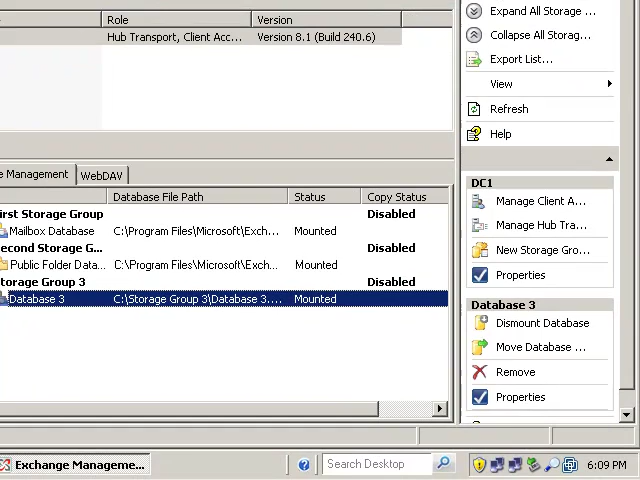 Role Version
Hub Transport, Client Acc... Version 8.1 (Build 240.6)
e Management WebDAV
Database File Path Status Copy Status
irst Storage Group Disabled
Mailbox Database C:\Program Files\Microsoft\Exch... Mounted
econd Storage G... Disabled
Public Folder Data... C:\Program Files\Microsoft\Exch... Mounted
torage Group 3 Disabled
Database 3 C:\Storage Group 3\Database 3.... Mounted
Expand All Storage ...
Collapse All Storag...
Export List...
View
Refresh
Help
DC1
Manage Client A...
Manage Hub Tra...
New Storage Gro...
Properties
Database 3
Dismount Database
Move Database ...
Remove
Properties
Exchange Manageme... Search Desktop 6:09 PM